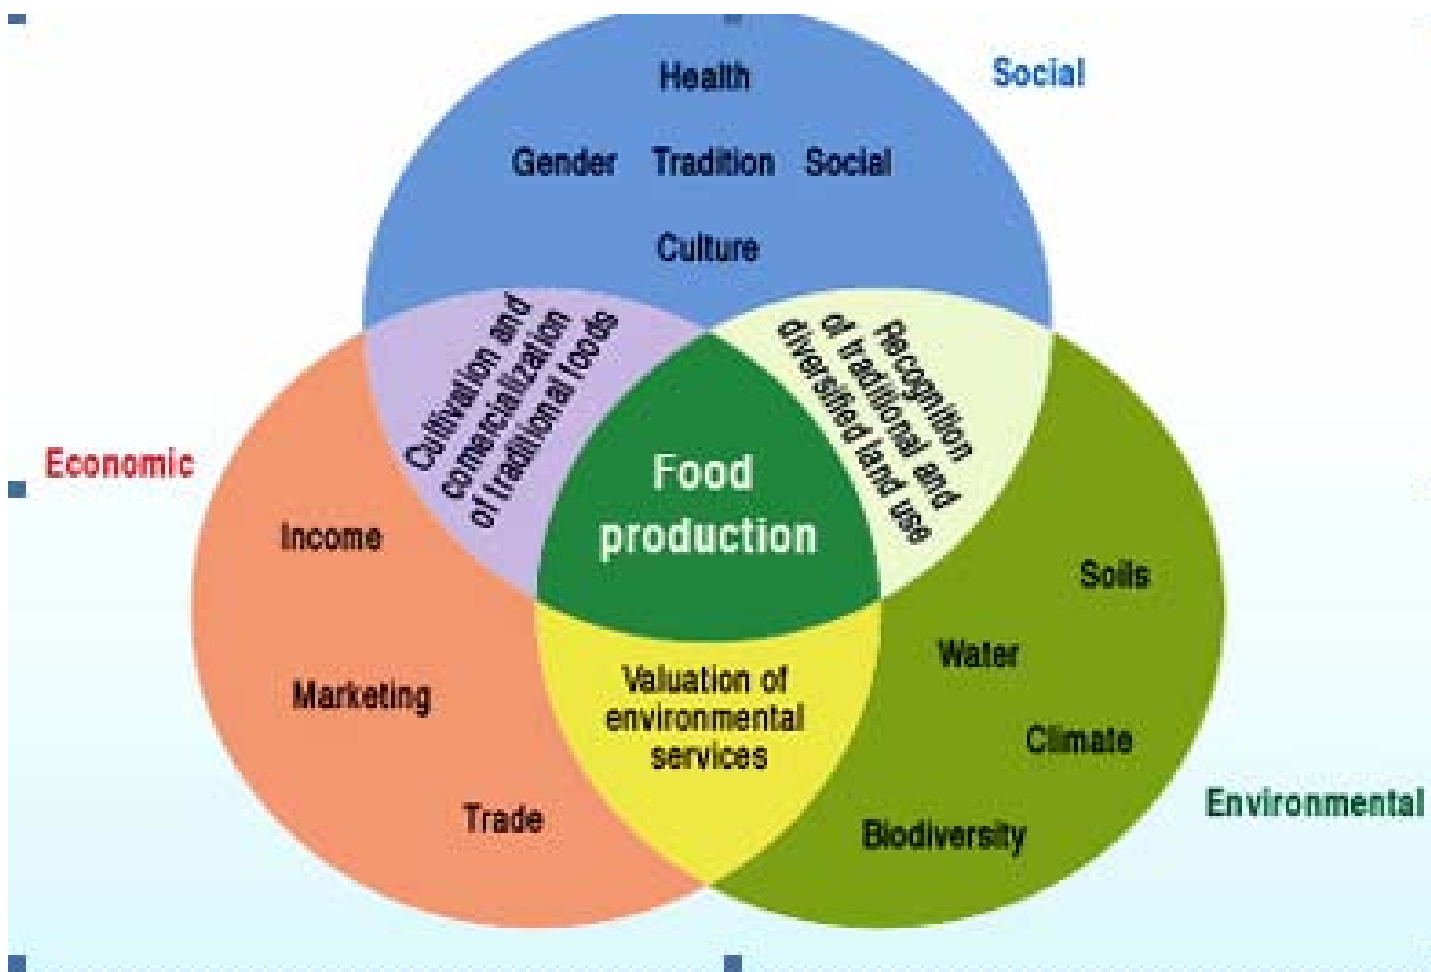 Health
Social
Gender Tradition Social
Culture
Cultivation and
comercialization
of traditional foods
Recognition
of traditional and
diversified land use
Economic
Food
production
Income
Soils
Water
Marketing
Valuation of
environmental
services
Climate
Trade
Environmental
Biodiversity